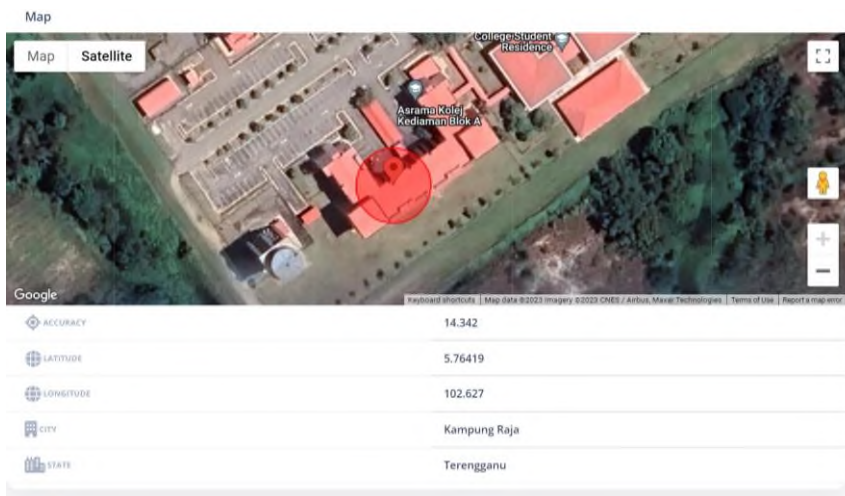 Map
Map Satellite
College Student
Residence
Asrama Kolej
Kediaman Blok A
Google
Keyboard shortcuts Map data ©2023 Imagery ©2023 CNES / Airbus, Maxar Technologies Terms of Use Report a map error
ACCURACY 14.342
LATITUDE 5.76419
LONGITUDE 102.627
CITY Kampung Raja
STATE Terengganu